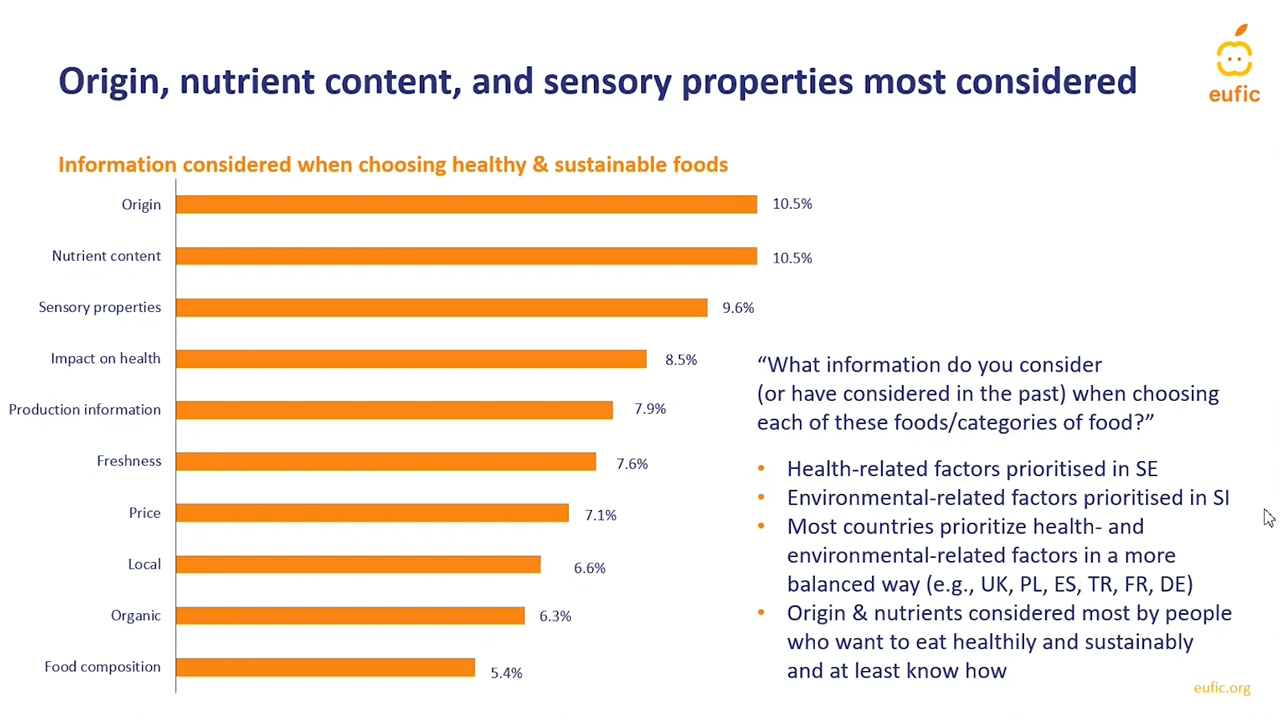 Origin, nutrient content, and sensory properties most considered
eufic
Information considered when choosing healthy & sustainable foods
Origin 10.5%
Nutrient content 10.5%
Sensory properties 9.6%
Impact on health 8.5%
Production information 7.9%
Freshness 7.6%
Price 7.1%
Local 6.6%
Organic 6.3%
Food composition 5.4%
“What information do you consider
(or have considered in the past) when choosing
each of these foods/categories of food?”
• Health-related factors prioritised in SE
• Environmental-related factors prioritised in SI
• Most countries prioritize health- and
environmental-related factors in a more
balanced way (e.g., UK, PL, ES, TR, FR, DE)
• Origin & nutrients considered most by people
who want to eat healthily and sustainably
and at least know how
eufic.org